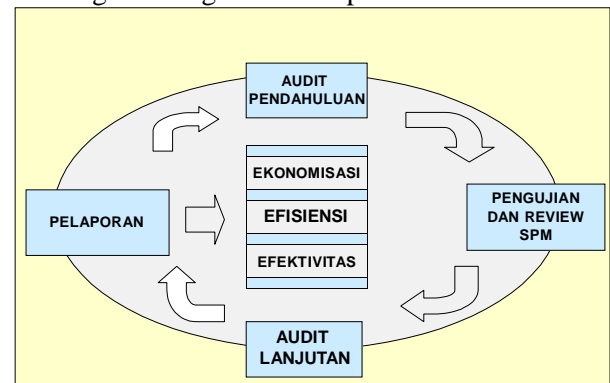 AUDIT
PENDAHULUAN
PENGUJIAN
DAN REVIEW
SPM
AUDIT
LANJUTAN
PELAPORAN
EKONOMISASI
EFISIENSI
EFEKTIVITAS